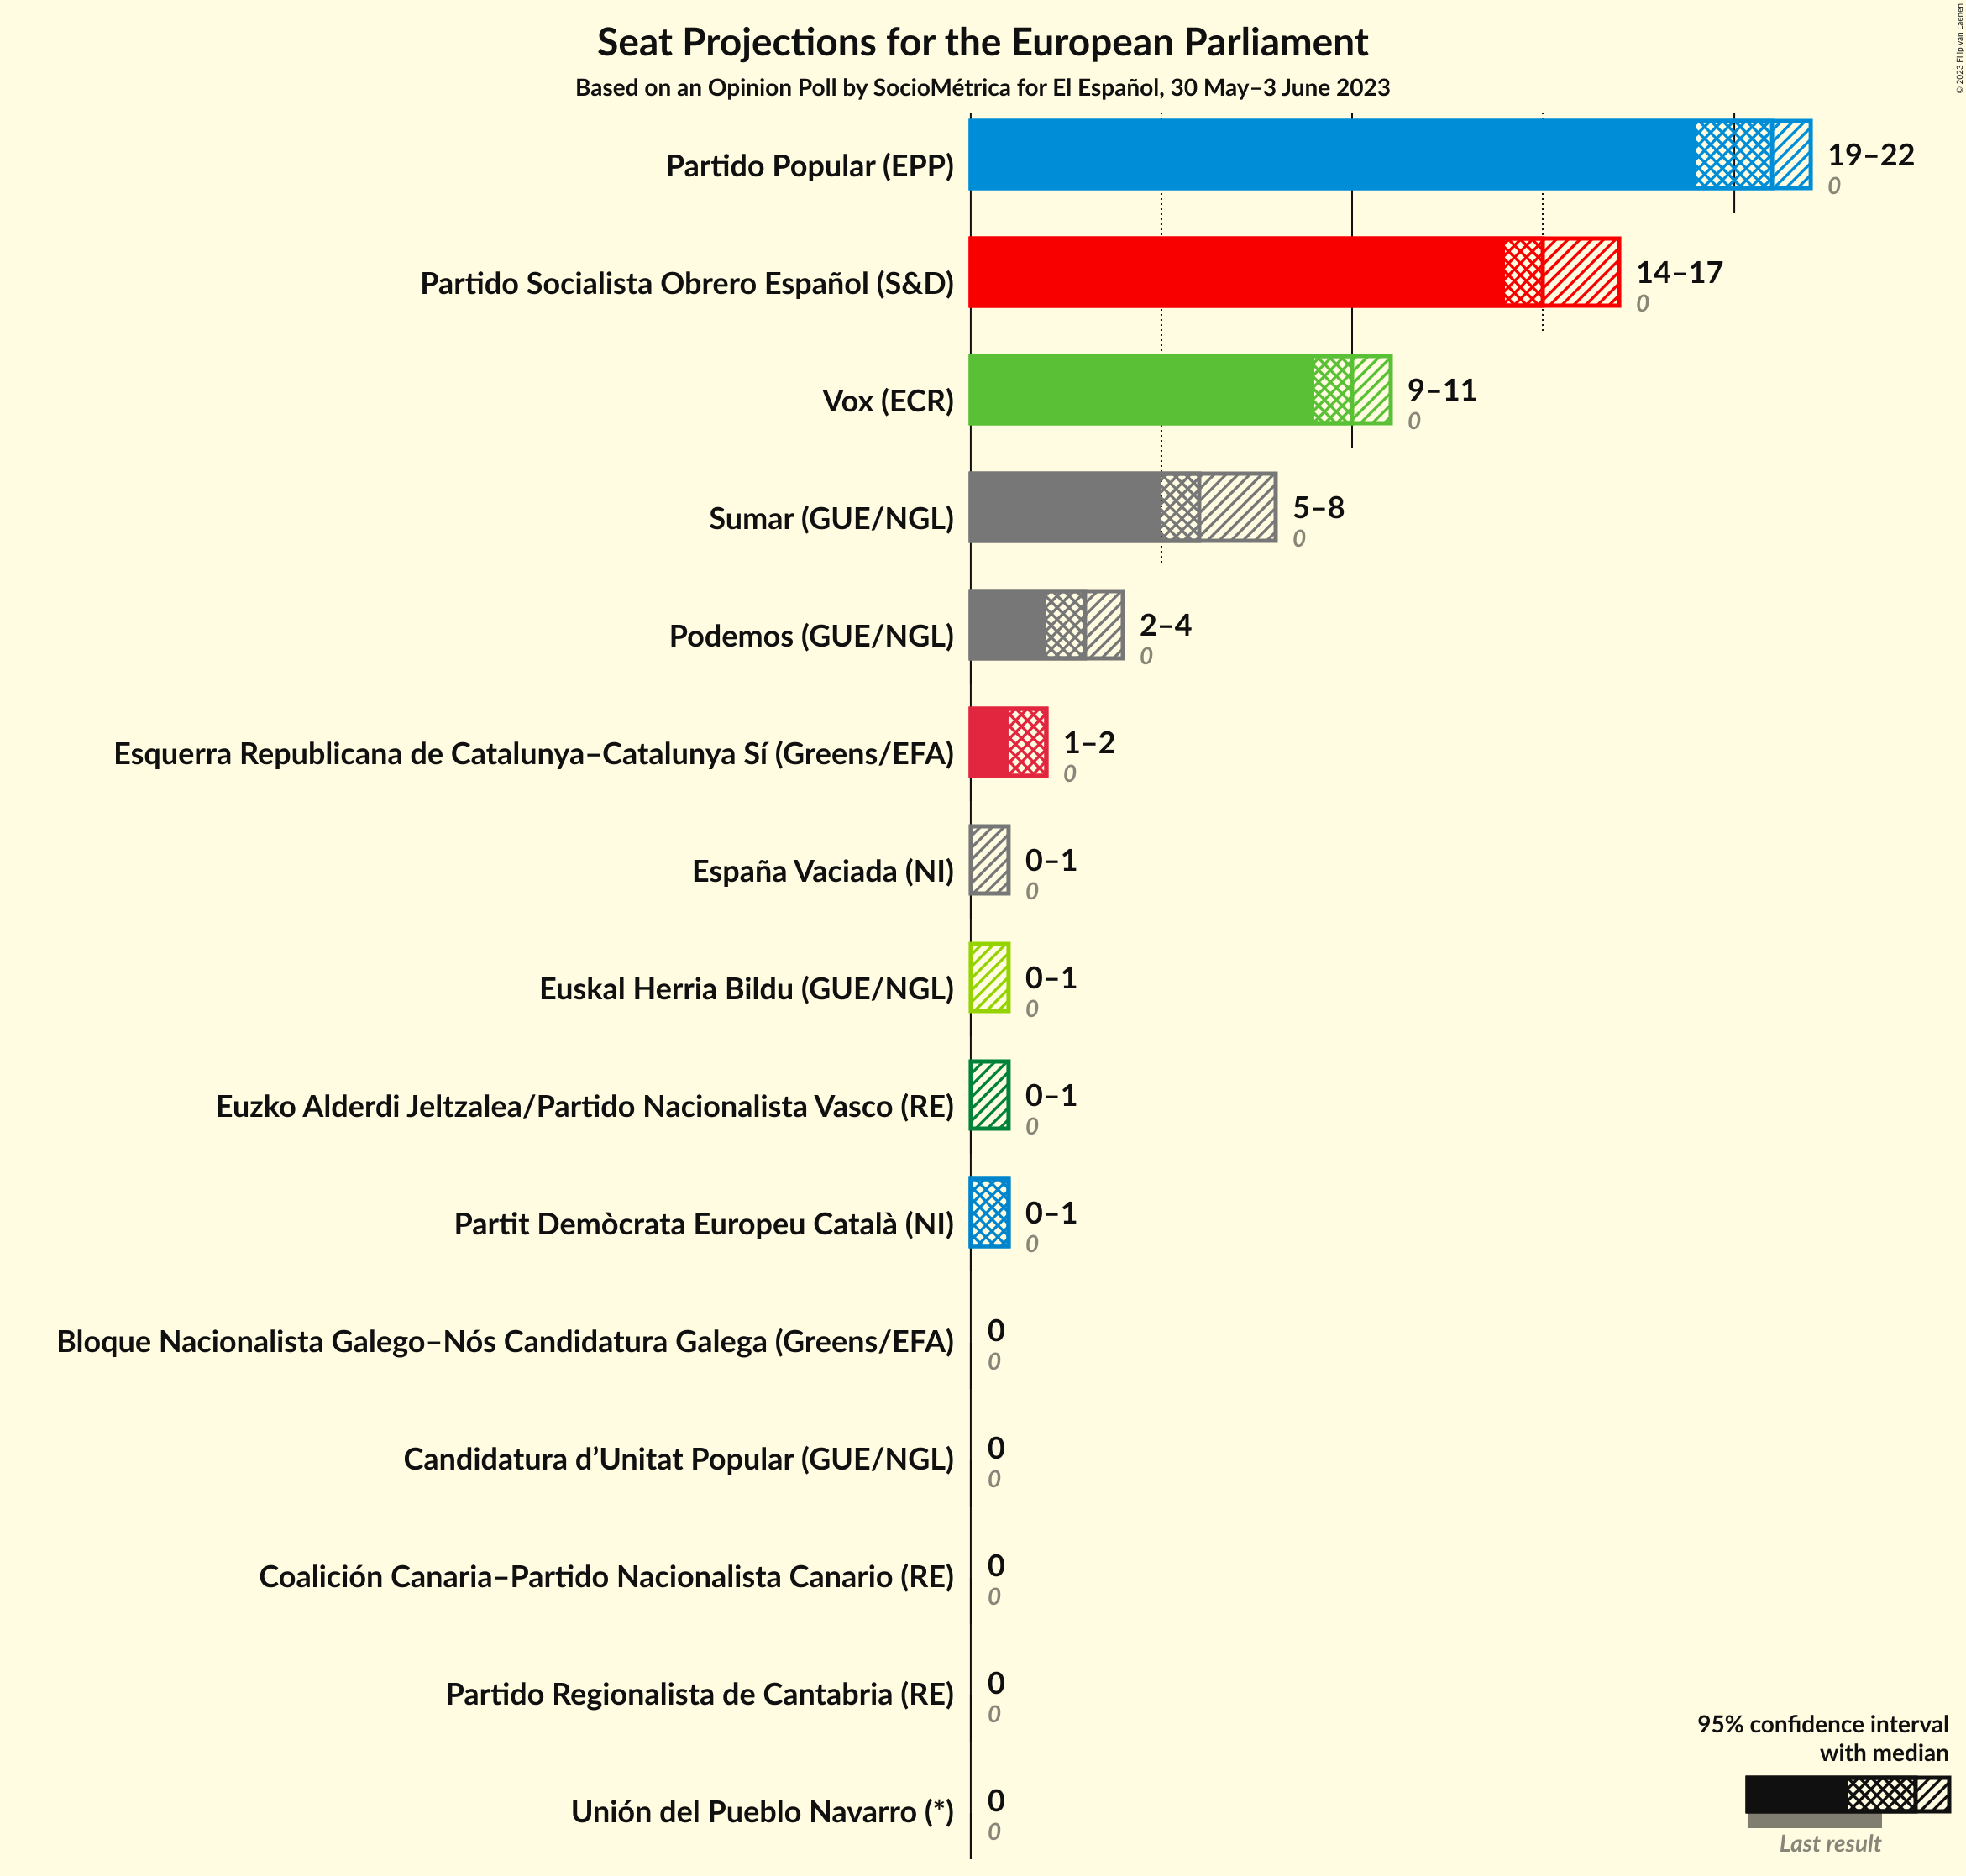 Seat Projections for the European Parliament
Based on an Opinion Poll by SocioMétrica for El Español, 30 May–3 June 2023
© 2023 Filip van Laenen
Partido Popular (EPP)
19–22
0
Partido Socialista Obrero Español (S&D)
14–17
0
Vox (ECR)
9–11
0
Sumar (GUE/NGL)
5–8
0
Podemos (GUE/NGL)
2–4
0
Esquerra Republicana de Catalunya–Catalunya Sí (Greens/EFA)
1–2
0
España Vaciada (NI)
0–1
0
Euskal Herria Bildu (GUE/NGL)
0–1
0
Euzko Alderdi Jeltzalea/Partido Nacionalista Vasco (RE)
0–1
0
Partit Demòcrata Europeu Català (NI)
0–1
0
Bloque Nacionalista Galego–Nós Candidatura Galega (Greens/EFA)
0
0
Candidatura d’Unitat Popular (GUE/NGL)
0
0
Coalición Canaria–Partido Nacionalista Canario (RE)
0
0
Partido Regionalista de Cantabria (RE)
0
0
Unión del Pueblo Navarro (*)
0
0
95% confidence interval
with median
Last result